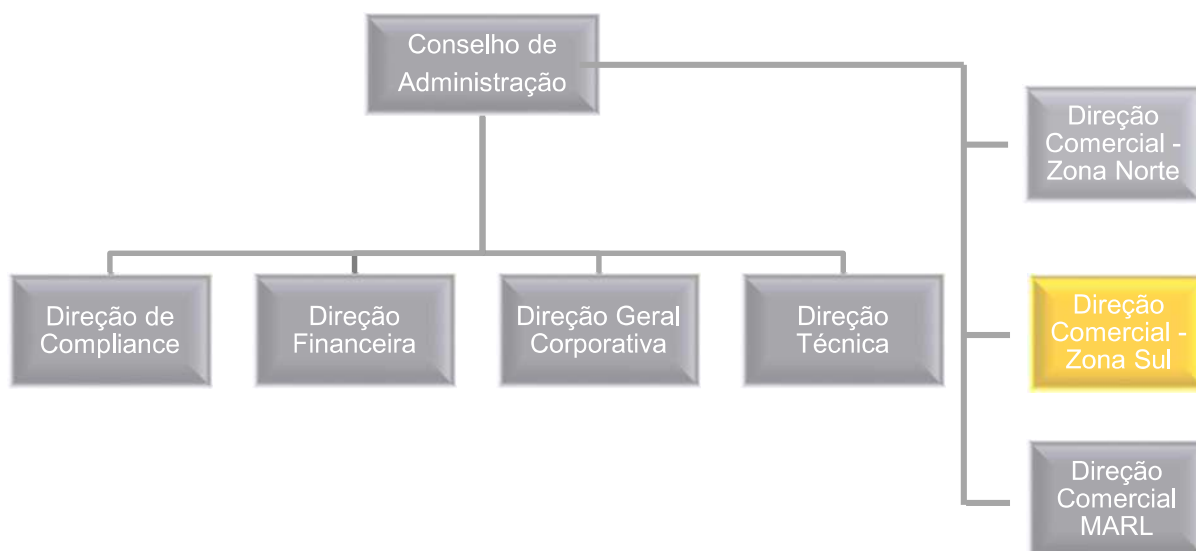 Conselho de
Administração
Direção
Comercial -
Zona Norte
Direção de
Compliance
Direção
Financeira
Direção Geral
Corporativa
Direção
Técnica
Direção
Comercial -
Zona Sul
Direção
Comercial
MARL